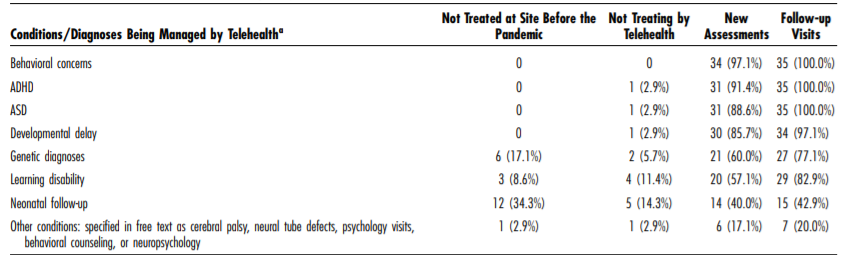 Conditions/Diagnoses Being Managed by Telehealthª Not Treated at Site Before the Pandemic Not Treating by Telehealth New Assessments Follow-up Visits
Behavioral concerns 0 0 34 (97.1%) 35 (100.0%)
ADHD 0 1 (2.9%) 31 (91.4%) 35 (100.0%)
ASD 0 1 (2.9%) 31 (88.6%) 35 (100.0%)
Developmental delay 0 1 (2.9%) 30 (85.7%) 34 (97.1%)
Genetic diagnoses 6 (17.1%) 2 (5.7%) 21 (60.0%) 27 (77.1%)
Learning disability 3 (8.6%) 4 (11.4%) 20 (57.1%) 29 (82.9%)
Neonatal follow-up 12 (34.3%) 5 (14.3%) 14 (40.0%) 15 (42.9%)
Other conditions: specified in free text as cerebral palsy, neural tube defects, psychology visits, 1 (2.9%) 1 (2.9%) 6 (17.1%) 7 (20.0%)
behavioral counseling, or neuropsychology